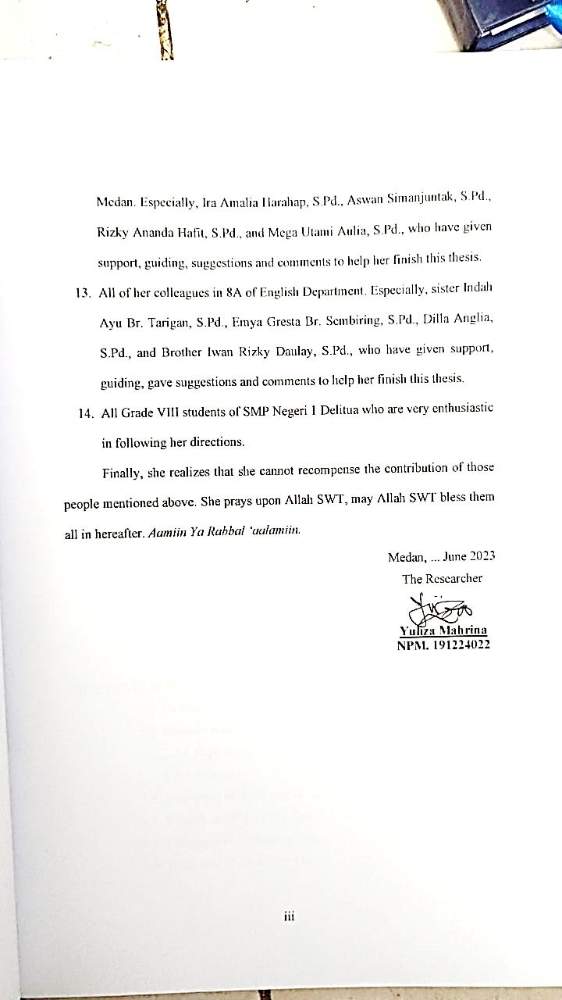 Medan. Especially, Ira Amalia Harahap, S.Pd., Aswan Simanjuntak, S.Pd.,
Rizky Ananda Hafit, S.Pd., and Mega Utami Aulia, S.Pd., who have given
support, guiding, suggestions and comments to help her finish this thesis.
13. All of her colleagues in 8A of English Department. Especially, sister Indah
Ayu Br. Tarigan, S.Pd., Emya Gresta Br. Sembiring, S.Pd., Dilla Anglia,
S.Pd., and Brother Iwan Rizky Daulay, S.Pd., who have given support,
guiding, gave suggestions and comments to help her finish this thesis.
14. All Grade VIII students of SMP Negeri 1 Delitua who are very enthusiastic
in following her directions.
Finally, she realizes that she cannot recompense the contribution of those
people mentioned above. She prays upon Allah SWT, may Allah SWT bless them
all in hereafter. Aamiin Ya Rabbal ‘aalamiin.
Medan, ... June 2023
The Researcher
Yuliza Mahrina
NPM. 191224022
iii